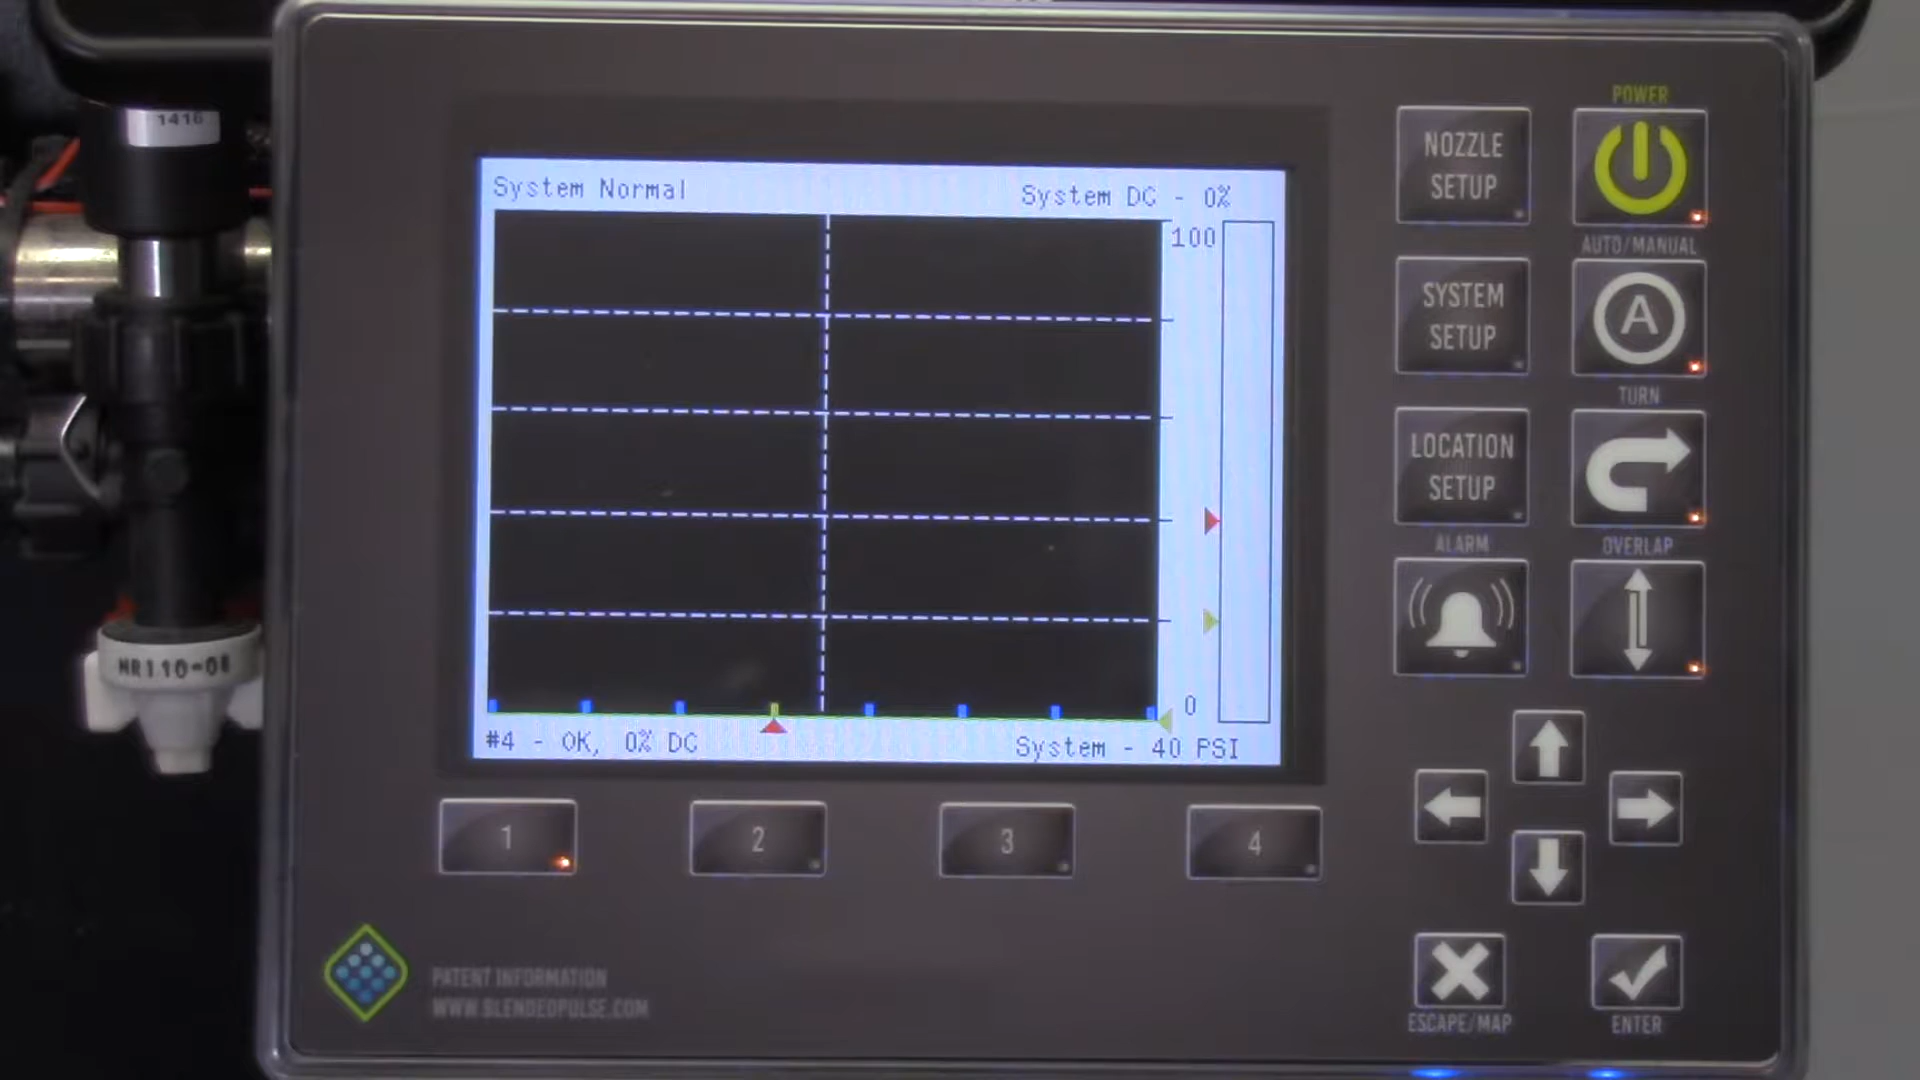 1416
POWER
NOZZLE
SETUP
System Normal
System DC - 0%
100
AUTO/MANUAL
SYSTEM
SETUP
A
TURN
LOCATION
SETUP
ALARM
OVERLAP
0
#4 - OK, 0% DC
System - 40 PSI
1
2
3
4
PATENT INFORMATION
WWW.BLENDEDPULSE.COM
ESCAPE/MAP
ENTER